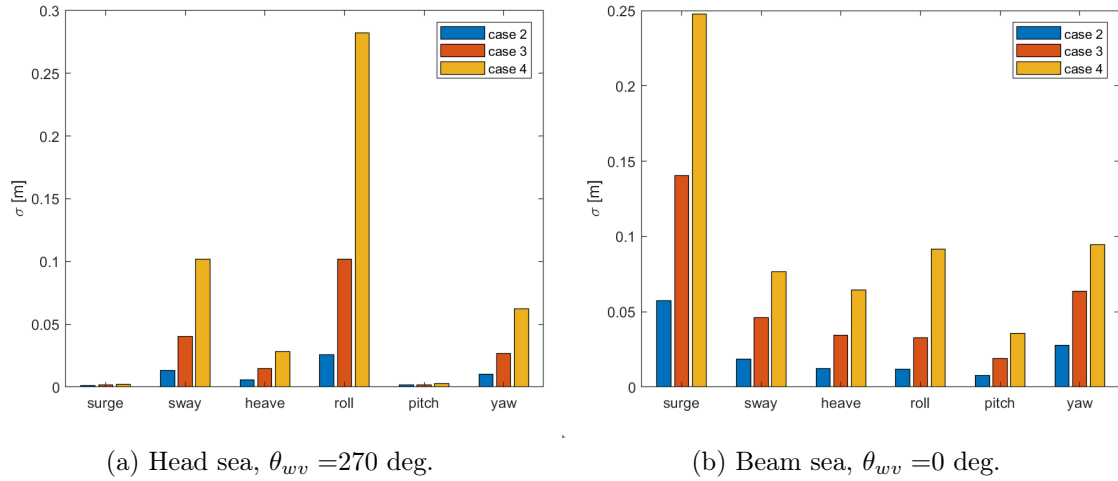 0.3
0.25
0.2
0.15
0.1
0.05
0
σ [m]
case 2
case 3
case 4
surge sway heave roll pitch yaw
(a) Head sea, θwv =270 deg.
0.25
0.2
0.15
0.1
0.05
0
σ [m]
case 2
case 3
case 4
surge sway heave roll pitch yaw
(b) Beam sea, θwv =0 deg.